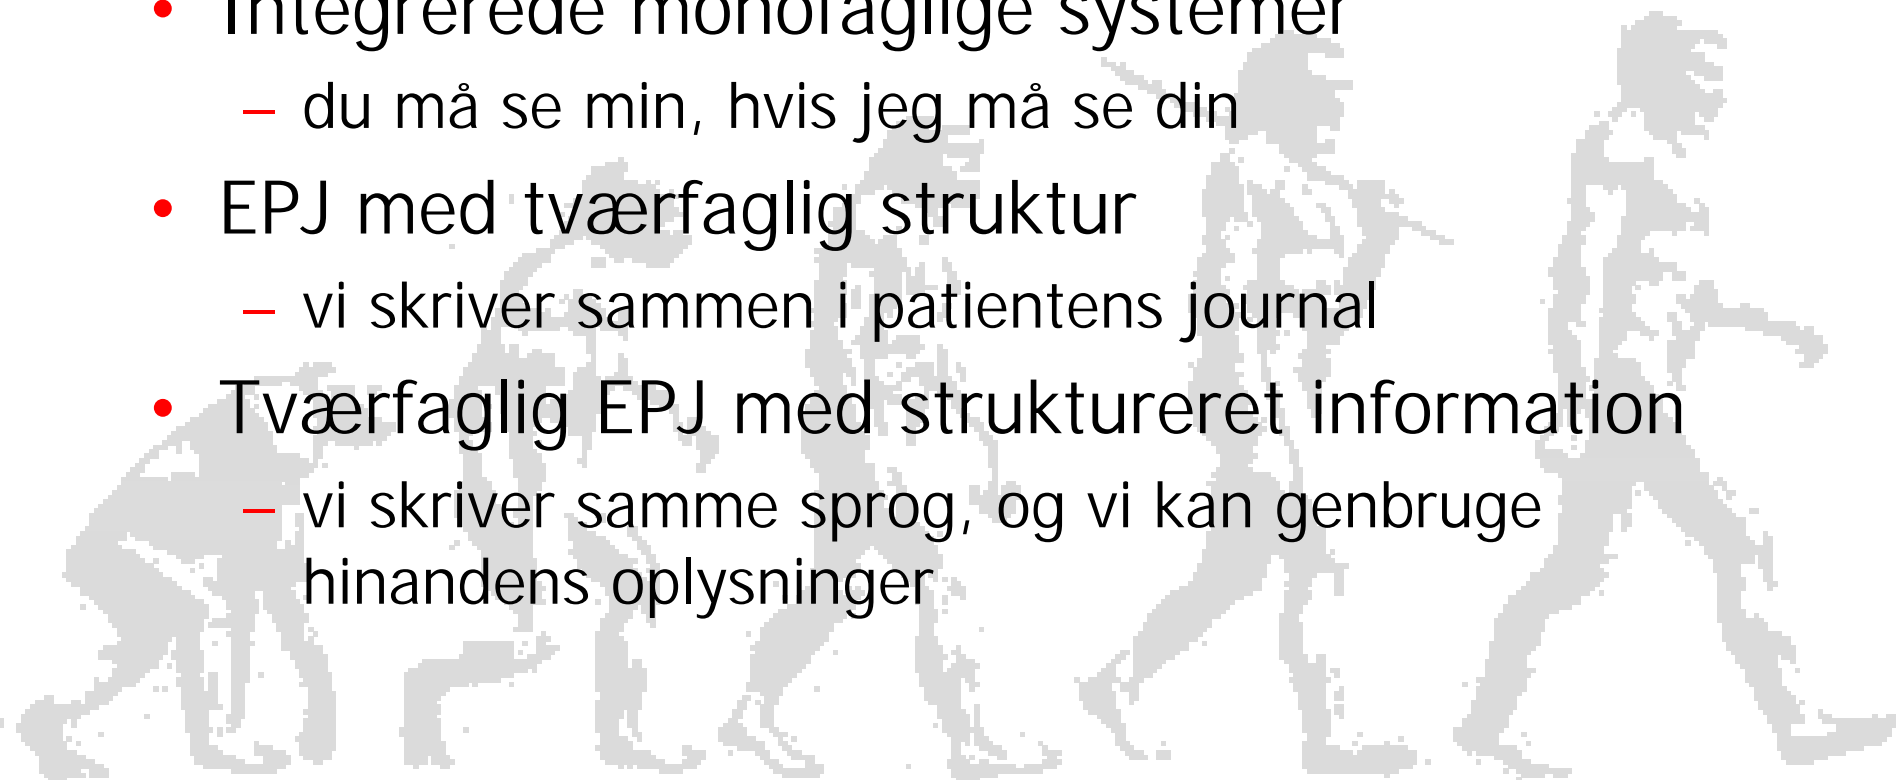 • Integrerede monofaglige systemer
– du må se min, hvis jeg må se din
• EPJ med tværfaglig struktur
– vi skriver sammen i patientens journal
• Tværfaglig EPJ med struktureret information
– vi skriver samme sprog, og vi kan genbruge
hinandens oplysninger